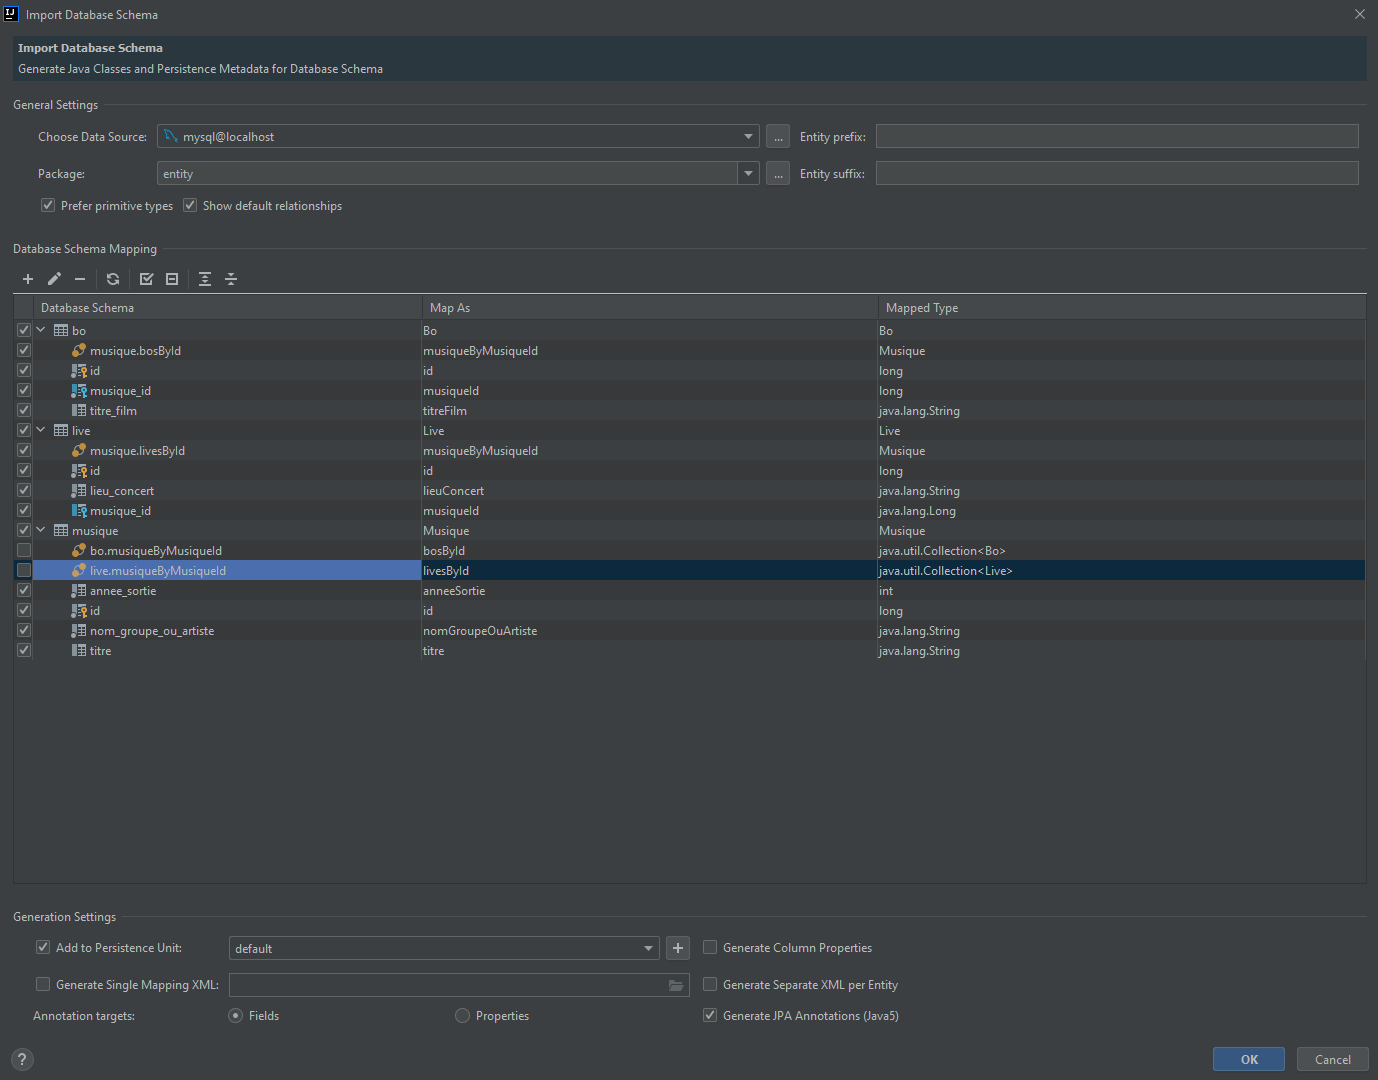 IJ Import Database Schema
Import Database Schema
Generate Java Classes and Persistence Metadata for Database Schema
General Settings
Choose Data Source: mysql@localhost ... Entity prefix:
Package: entity ... Entity suffix:
Prefer primitive types Show default relationships
Database Schema Mapping
Database Schema Map As Mapped Type
bo Bo Bo
musique.bosById musiqueByMusiqueId Musique
id id long
musique_id musiqueId long
titre_film titreFilm java.lang.String
live Live Live
musique.livesById musiqueByMusiqueId Musique
id id long
lieu_concert lieuConcert java.lang.String
musique_id musiqueId java.lang.Long
musique Musique Musique
bo.musiqueByMusiqueId bosById java.util.Collection<Bo>
live.musiqueByMusiqueId livesById java.util.Collection<Live>
annee_sortie anneeSortie int
id id long
nom_groupe_ou_artiste nomGroupeOuArtiste java.lang.String
titre titre java.lang.String
Generation Settings
Add to Persistence Unit: default Generate Column Properties
Generate Single Mapping XML: Generate Separate XML per Entity
Annotation targets: Fields Properties Generate JPA Annotations (Java5)
? OK Cancel